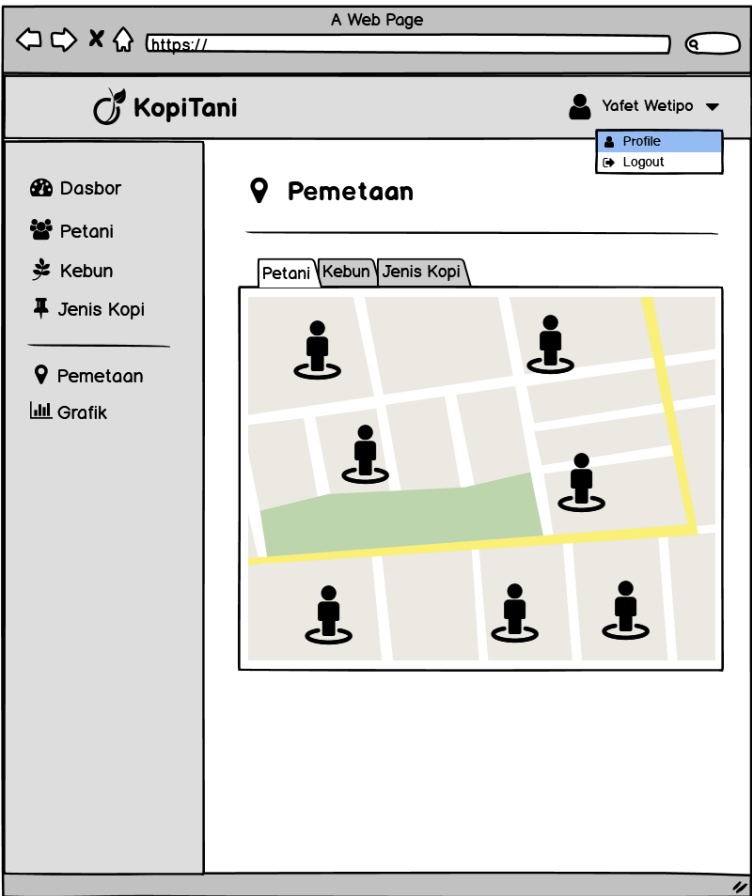 A Web Page
https://
KopiTani
Yafet Wetipo
Profile
Logout
Dasbor
Petani
Kebun
Jenis Kopi
Pemetaan
Grafik
Pemetaan
Petani
Kebun
Jenis Kopi